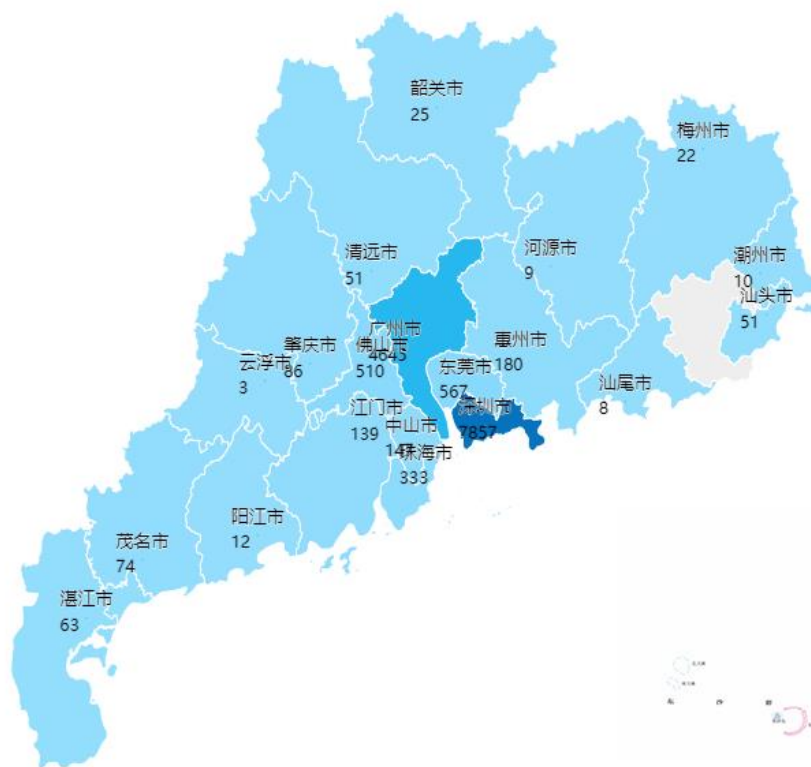 韶关市
25
梅州市
22
清远市
51
河源市
9
潮州市
10
汕头市
51
广州市
4645
惠州市
180
肇庆市
86
佛山市
510
云浮市
3
东莞市
567
汕尾市
8
深圳市
7857
江门市
139
中山市
珠海市
333
阳江市
12
茂名市
74
湛江市
63